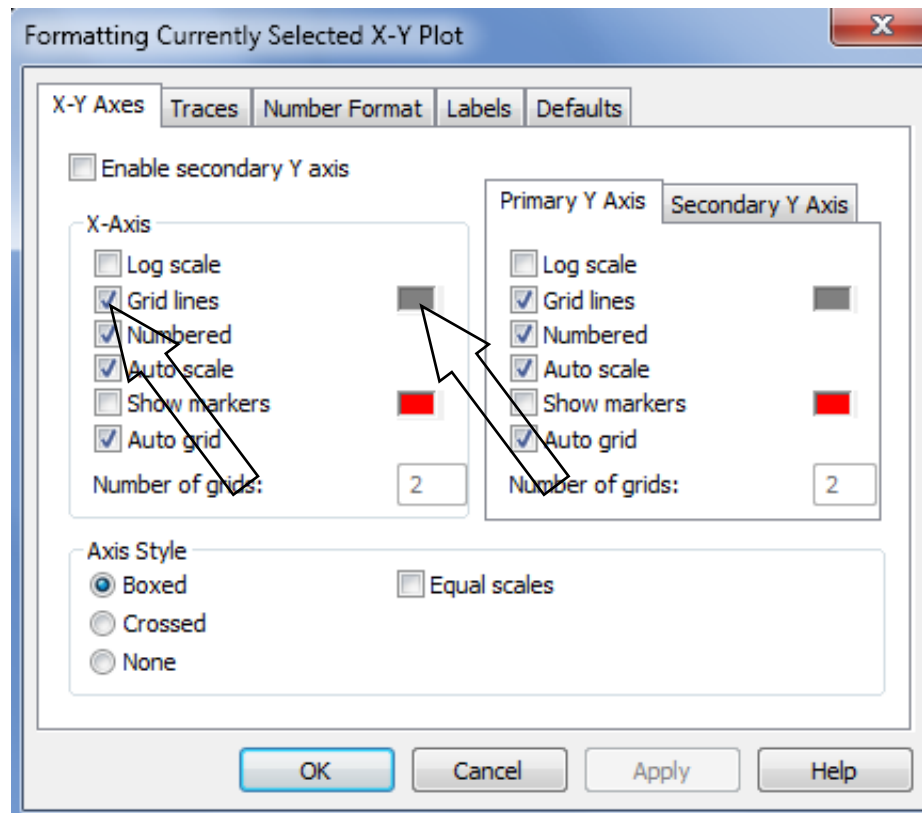 Formatting Currently Selected X-Y Plot
X
X-Y Axes Traces Number Format Labels Defaults
Enable secondary Y axis
Primary Y Axis Secondary Y Axis
X-Axis
Log scale
Grid lines
Numbered
Auto scale
Show markers
Auto grid
Number of grids: 2
Log scale
Grid lines
Numbered
Auto scale
Show markers
Auto grid
Number of grids: 2
Axis Style
Boxed
Equal scales
Crossed
None
OK Cancel Apply Help